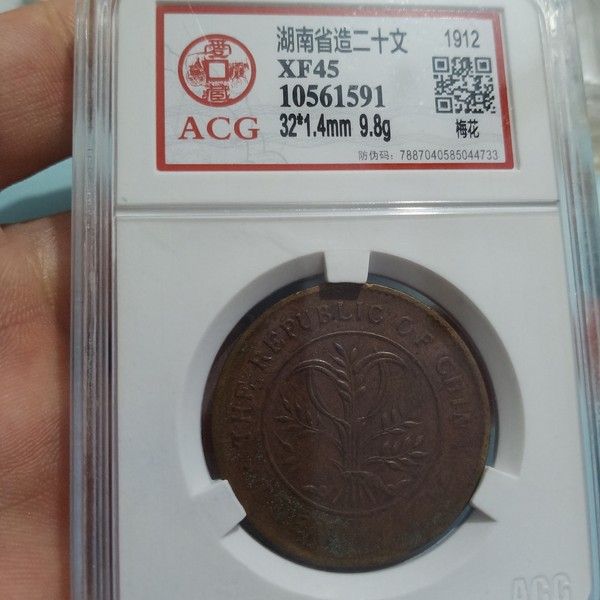 湖南省造二十文 1912
XF45
10561591
ACG 32*1.4mm 9.8g 梅花
防伪码：7887040585044733
THE REPUBLIC OF CHINA
ACG